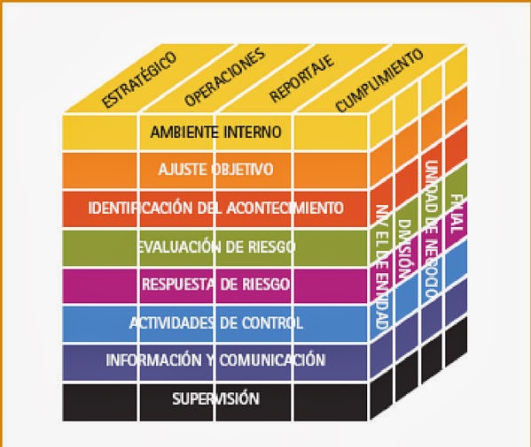 ESTRATÉGICO
OPERACIONES
REPORTAJE
CUMPLIMIENTO
AMBIENTE INTERNO
AJUSTE OBJETIVO
IDENTIFICACIÓN DEL ACONTECIMIENTO
EVALUACIÓN DE RIESGO
RESPUESTA DE RIESGO
ACTIVIDADES DE CONTROL
INFORMACIÓN Y COMUNICACIÓN
SUPERVISIÓN
NIVEL DE ENTIDAD
DIVISIÓN
UNIDAD DE NEGOCIO
FILIAL